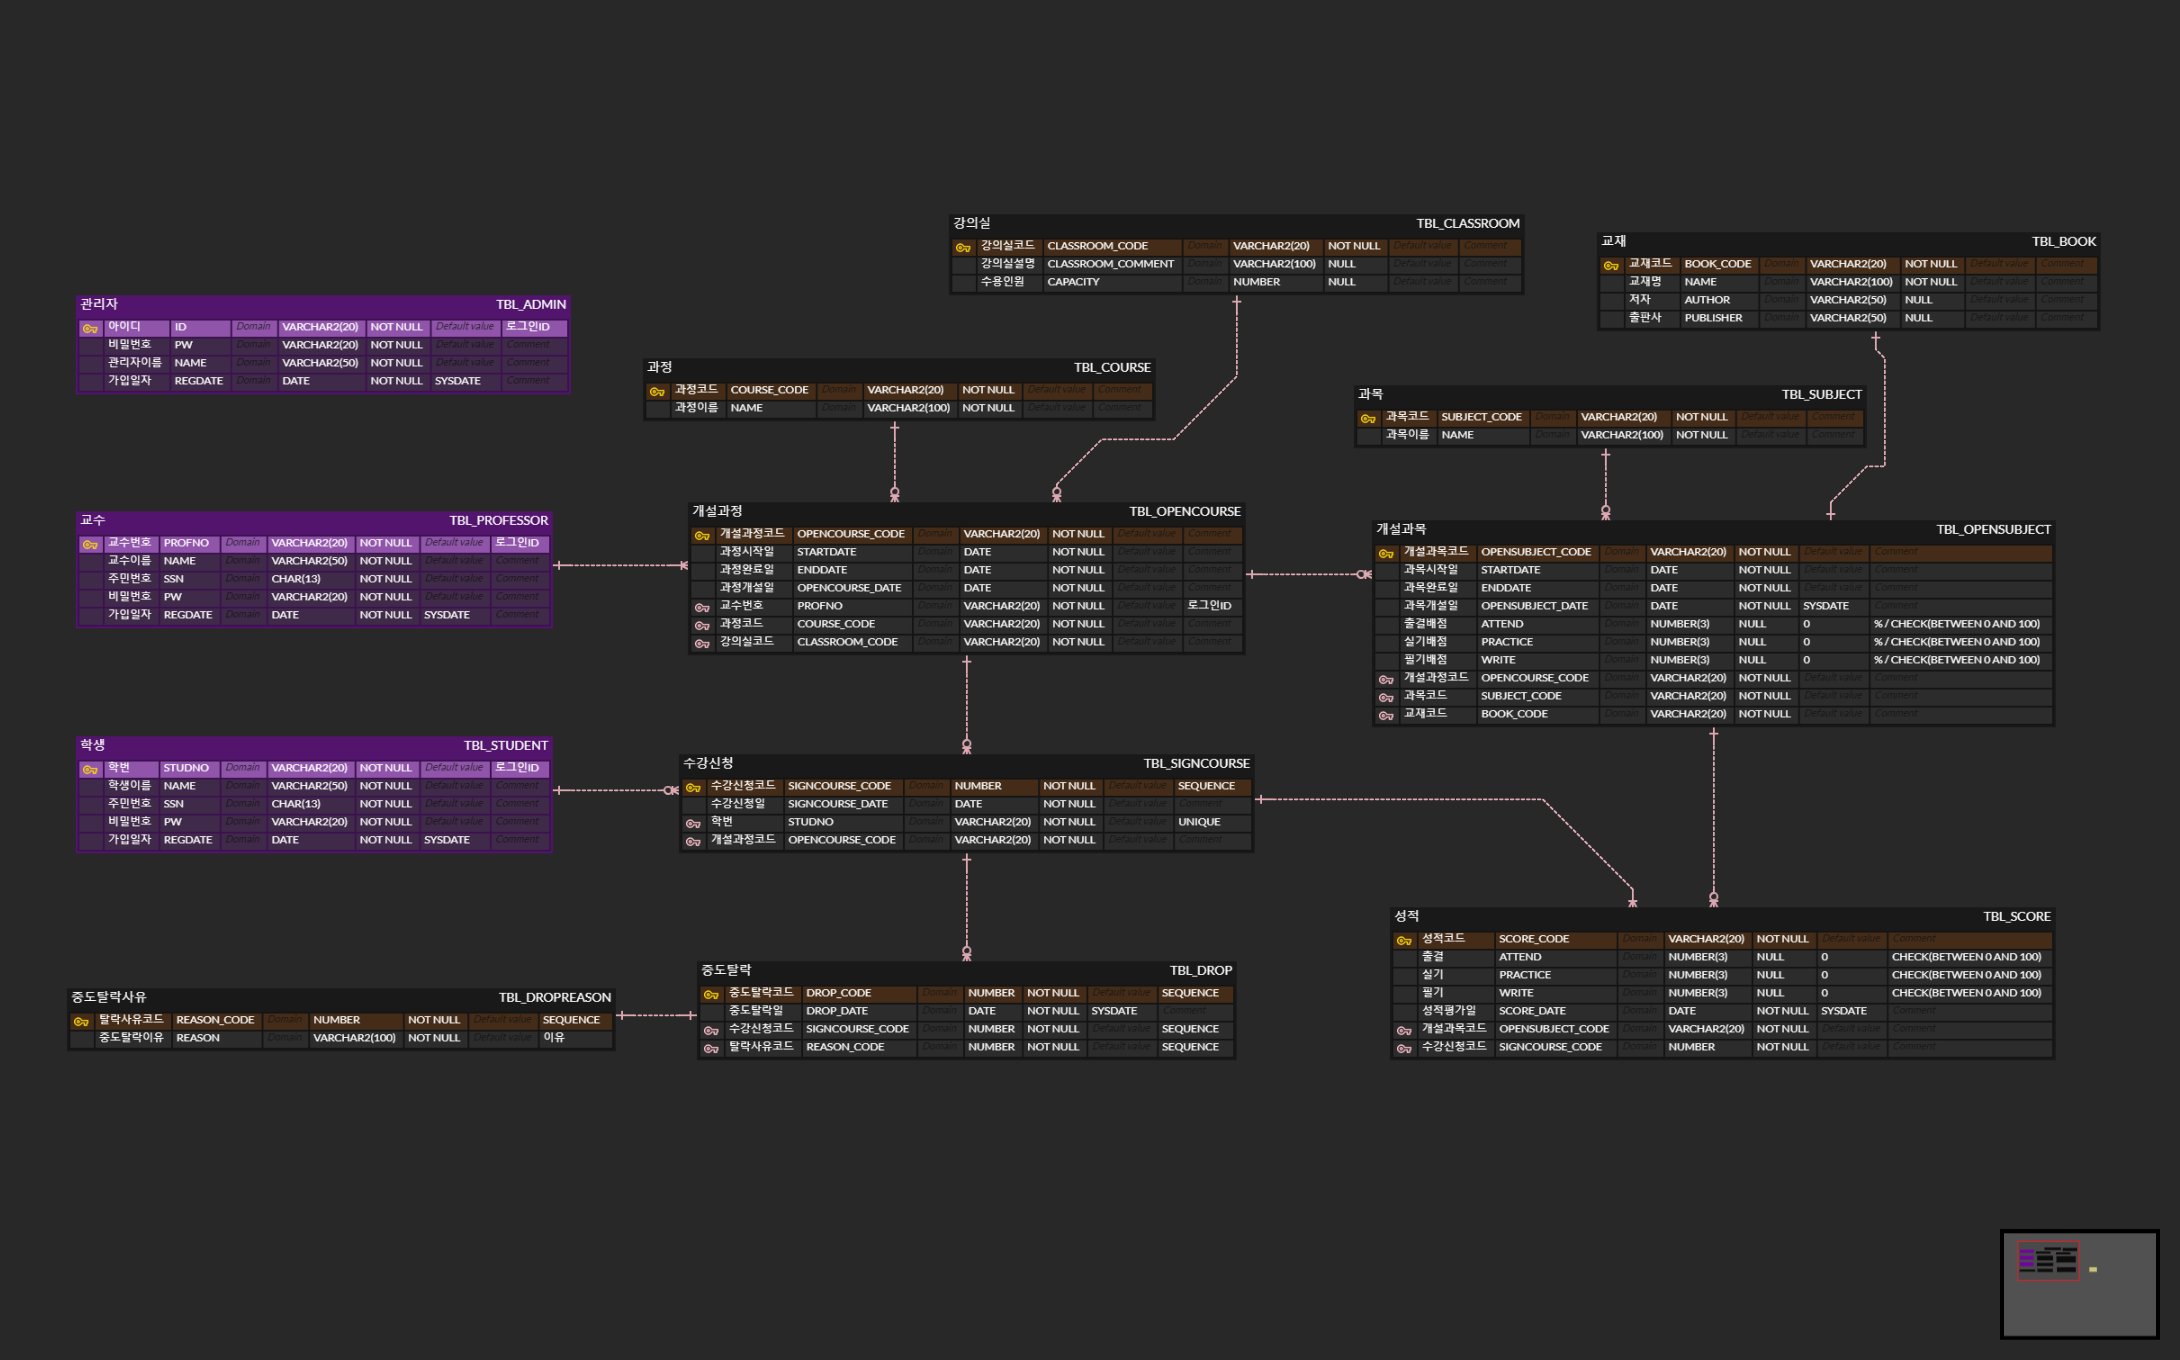 강의실 TBL_CLASSROOM
강의실코드 CLASSROOM_CODE Domain VARCHAR2(20) NOT NULL Default value Comment
강의실설명 CLASSROOM_COMMENT Domain VARCHAR2(100) NULL Default value Comment
수용인원 CAPACITY Domain NUMBER NULL Default value Comment
교재 TBL_BOOK
교재코드 BOOK_CODE Domain VARCHAR2(20) NOT NULL Default value Comment
교재명 NAME Domain VARCHAR2(100) NOT NULL Default value Comment
저자 AUTHOR Domain VARCHAR2(50) NULL Default value Comment
출판사 PUBLISHER Domain VARCHAR2(50) NULL Default value Comment
관리자 TBL_ADMIN
아이디 ID Domain VARCHAR2(20) NOT NULL Default value 로그인ID
비밀번호 PW Domain VARCHAR2(20) NOT NULL Default value Comment
관리자이름 NAME Domain VARCHAR2(50) NOT NULL Default value Comment
가입일자 REGDATE Domain DATE NOT NULL SYSDATE Comment
과정 TBL_COURSE
과정코드 COURSE_CODE Domain VARCHAR2(20) NOT NULL Default value Comment
과정이름 NAME Domain VARCHAR2(100) NOT NULL Default value Comment
과목 TBL_SUBJECT
과목코드 SUBJECT_CODE Domain VARCHAR2(20) NOT NULL Default value Comment
과목이름 NAME Domain VARCHAR2(100) NOT NULL Default value Comment
교수 TBL_PROFESSOR
교수번호 PROFNO Domain VARCHAR2(20) NOT NULL Default value 로그인ID
교수이름 NAME Domain VARCHAR2(50) NOT NULL Default value Comment
주민번호 SSN Domain CHAR(13) NOT NULL Default value Comment
비밀번호 PW Domain VARCHAR2(20) NOT NULL Default value Comment
가입일자 REGDATE Domain DATE NOT NULL SYSDATE Comment
개설과정 TBL_OPENCOURSE
개설과정코드 OPENCOURSE_CODE Domain VARCHAR2(20) NOT NULL Default value Comment
과정시작일 STARTDATE Domain DATE NOT NULL Default value Comment
과정완료일 ENDDATE Domain DATE NOT NULL Default value Comment
과정개설일 OPENCOURSE_DATE Domain DATE NOT NULL Default value Comment
교수번호 PROFNO Domain VARCHAR2(20) NOT NULL Default value 로그인ID
과정코드 COURSE_CODE Domain VARCHAR2(20) NOT NULL Default value Comment
강의실코드 CLASSROOM_CODE Domain VARCHAR2(20) NOT NULL Default value Comment
개설과목 TBL_OPENSUBJECT
개설과목코드 OPENSUBJECT_CODE Domain VARCHAR2(20) NOT NULL Default value Comment
과목시작일 STARTDATE Domain DATE NOT NULL Default value Comment
과목완료일 ENDDATE Domain DATE NOT NULL Default value Comment
과목개설일 OPENSUBJECT_DATE Domain DATE NOT NULL SYSDATE Comment
출결배점 ATTEND Domain NUMBER(3) NULL 0 % / CHECK(BETWEEN 0 AND 100)
실기배점 PRACTICE Domain NUMBER(3) NULL 0 % / CHECK(BETWEEN 0 AND 100)
필기배점 WRITE Domain NUMBER(3) NULL 0 % / CHECK(BETWEEN 0 AND 100)
개설과정코드 OPENCOURSE_CODE Domain VARCHAR2(20) NOT NULL Default value Comment
과목코드 SUBJECT_CODE Domain VARCHAR2(20) NOT NULL Default value Comment
교재코드 BOOK_CODE Domain VARCHAR2(20) NOT NULL Default value Comment
학생 TBL_STUDENT
학번 STUDNO Domain VARCHAR2(20) NOT NULL Default value 로그인ID
학생이름 NAME Domain VARCHAR2(50) NOT NULL Default value Comment
주민번호 SSN Domain CHAR(13) NOT NULL Default value Comment
비밀번호 PW Domain VARCHAR2(20) NOT NULL Default value Comment
가입일자 REGDATE Domain DATE NOT NULL SYSDATE Comment
수강신청 TBL_SIGNCOURSE
수강신청코드 SIGNCOURSE_CODE Domain NUMBER NOT NULL Default value SEQUENCE
수강신청일 SIGNCOURSE_DATE Domain DATE NOT NULL Default value Comment
학번 STUDNO Domain VARCHAR2(20) NOT NULL Default value UNIQUE
개설과정코드 OPENCOURSE_CODE Domain VARCHAR2(20) NOT NULL Default value Comment
성적 TBL_SCORE
성적코드 SCORE_CODE Domain VARCHAR2(20) NOT NULL Default value Comment
출결 ATTEND Domain NUMBER(3) NULL 0 CHECK(BETWEEN 0 AND 100)
실기 PRACTICE Domain NUMBER(3) NULL 0 CHECK(BETWEEN 0 AND 100)
필기 WRITE Domain NUMBER(3) NULL 0 CHECK(BETWEEN 0 AND 100)
성적평가일 SCORE_DATE Domain DATE NOT NULL SYSDATE Comment
개설과목코드 OPENSUBJECT_CODE Domain VARCHAR2(20) NOT NULL Default value Comment
수강신청코드 SIGNCOURSE_CODE Domain NUMBER NOT NULL Default value Comment
중도탈락사유 TBL_DROPREASON
탈락사유코드 REASON_CODE Domain NUMBER NOT NULL Default value SEQUENCE
중도탈락이유 REASON Domain VARCHAR2(100) NOT NULL Default value 이유
중도탈락 TBL_DROP
중도탈락코드 DROP_CODE Domain NUMBER NOT NULL Default value SEQUENCE
중도탈락일 DROP_DATE Domain DATE NOT NULL SYSDATE Comment
수강신청코드 SIGNCOURSE_CODE Domain NUMBER NOT NULL Default value SEQUENCE
탈락사유코드 REASON_CODE Domain NUMBER NOT NULL Default value SEQUENCE